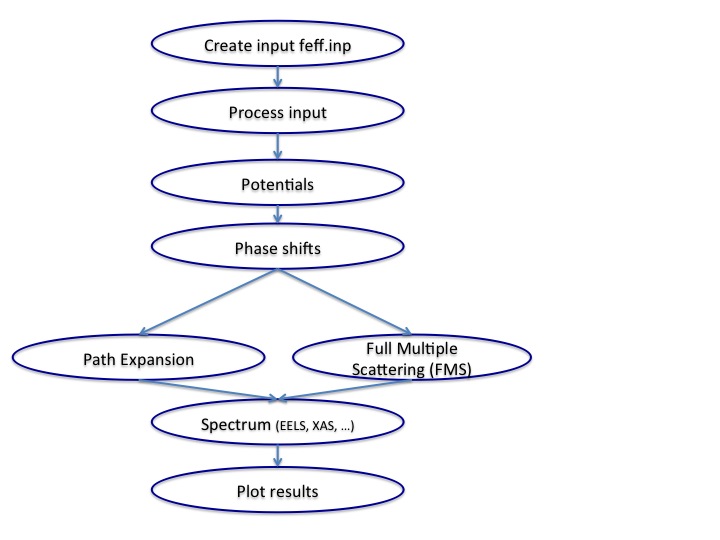 Create input feff.inp
Process input
Potentials
Phase shifts
Path Expansion
Full Multiple
Scattering (FMS)
Spectrum (EELS, XAS, ...)
Plot results